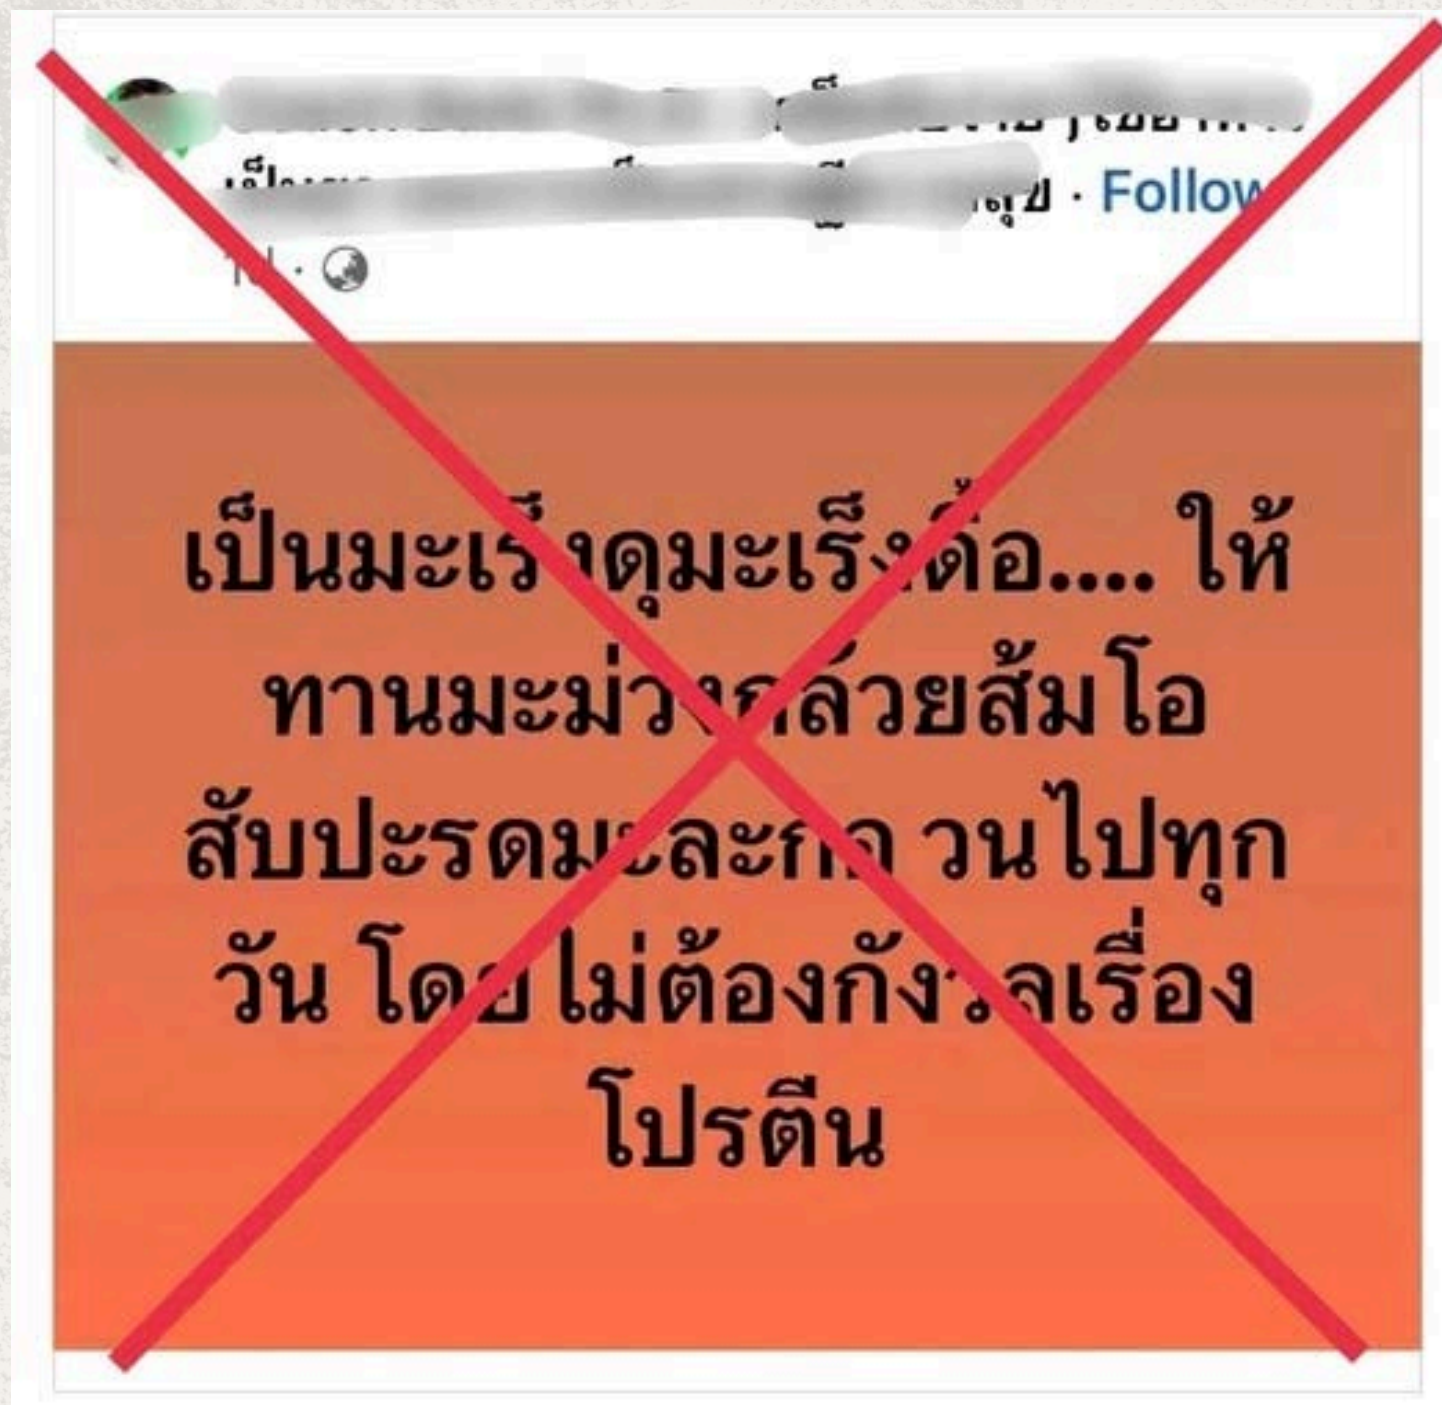 · Follow
เป็นมะเร็งดุมะเร็งดื้อ.... ให้
ทานมะม่วงกล้วยส้มโอ
สับปะรดมะละกอ วนไปทุก
วัน โดยไม่ต้องกังวลเรื่อง
โปรตีน